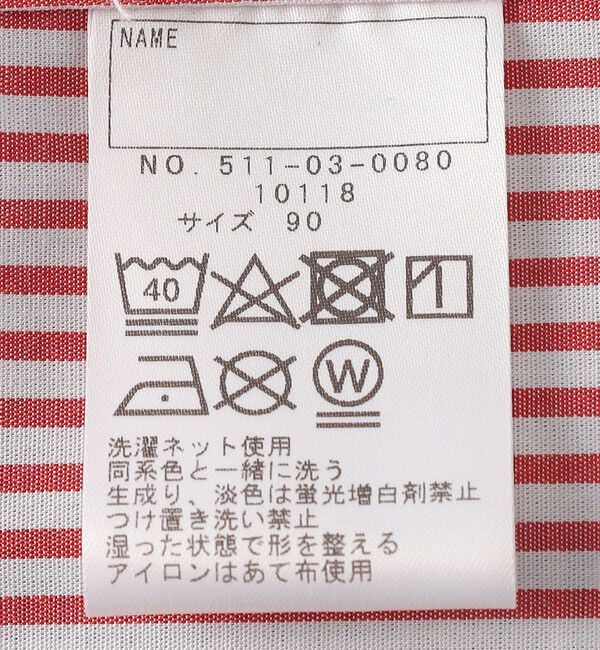 NAME
NO. 511-03-0080
10118
サイズ 90
40
W
洗濯ネット使用
同系色と一緒に洗う
生成り、淡色は蛍光増白剤禁止
つけ置き洗い禁止
湿った状態で形を整える
アイロンはあて布使用